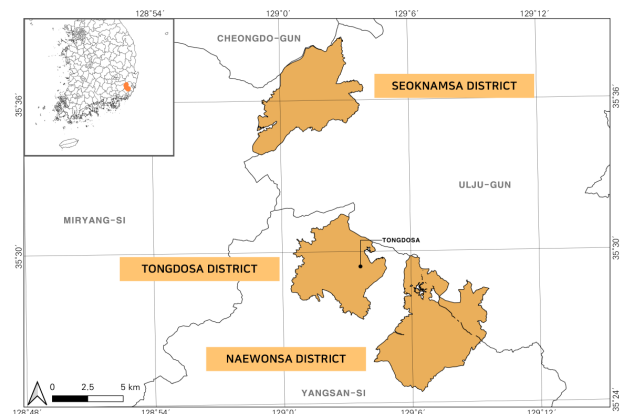 128°54'
129°0'
129°6'
129°12'
CHEONGDO-GUN
SEOKNAMSA DISTRICT
35°36'
35°36'
ULJU-GUN
MIRYANG-SI
TONGDOSA
35°30'
35°30'
TONGDOSA DISTRICT
NAEWONSA DISTRICT
0 2.5 5 km
YANGSAN-SI
35°24'
128°48'
128°54'
129°0'
129°6'
129°12'